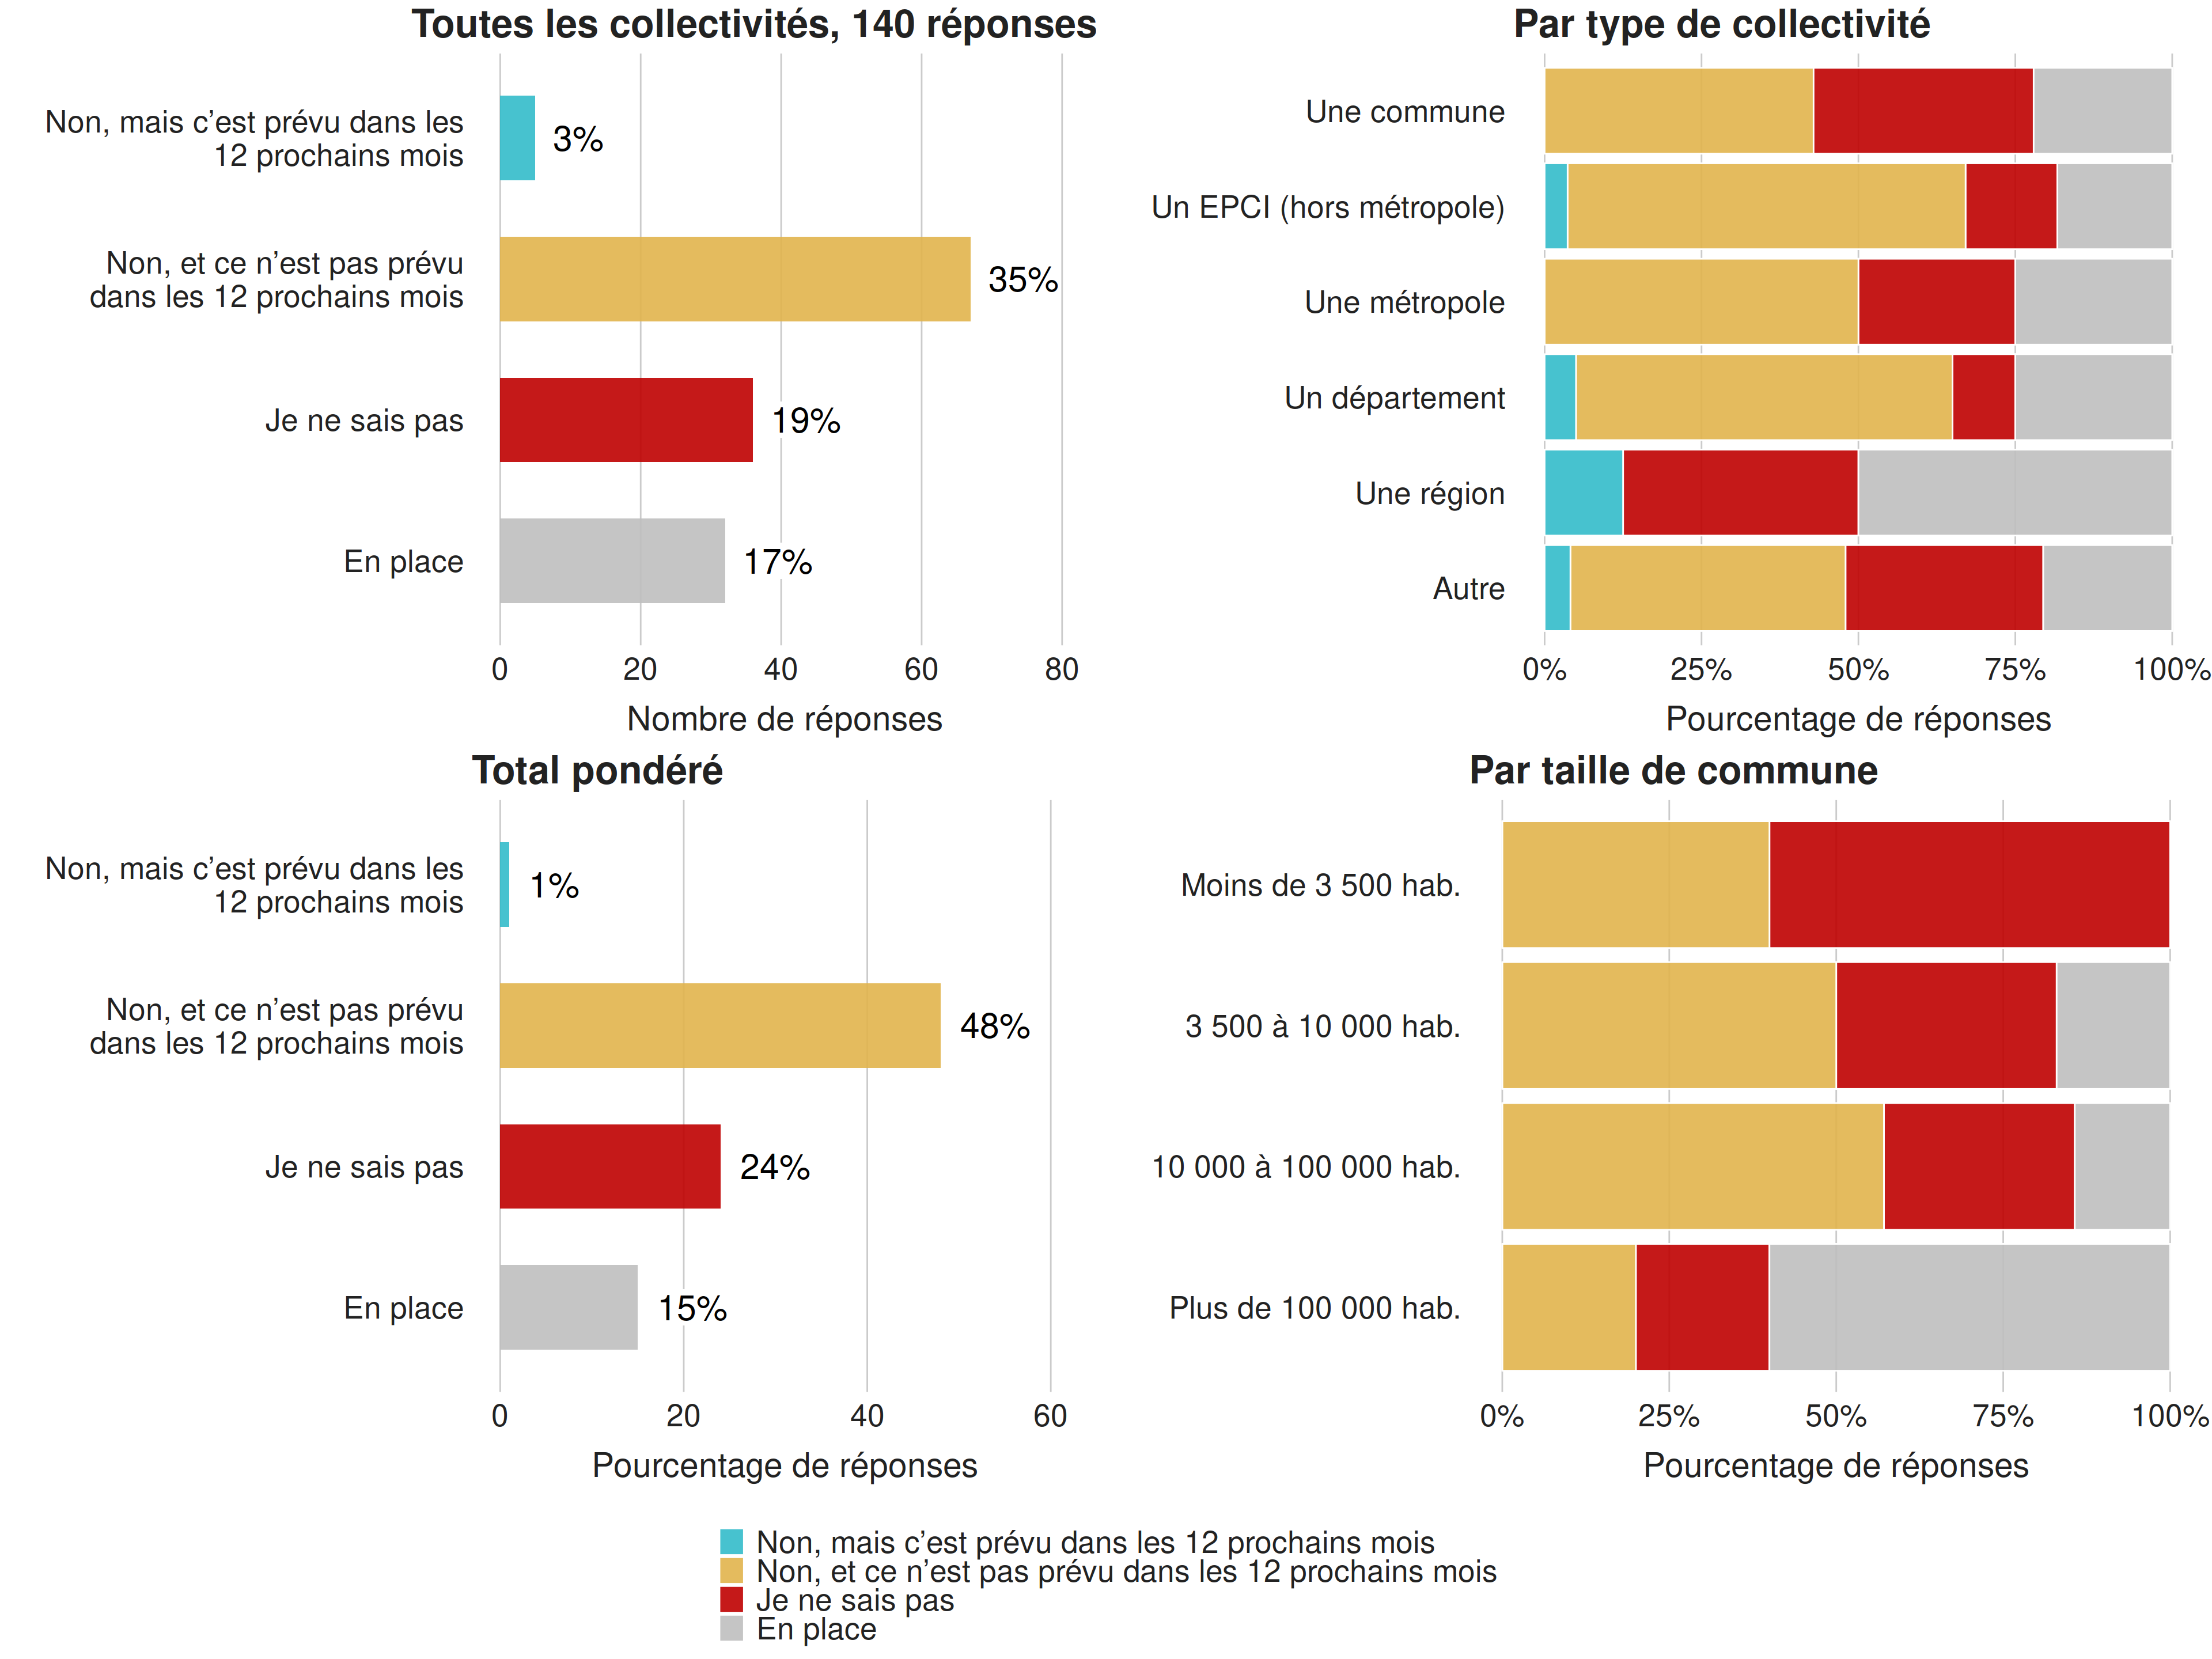 Toutes les collectivités, 140 réponses
Non, mais c’est prévu dans les
12 prochains mois
3%
Non, et ce n’est pas prévu
dans les 12 prochains mois
35%
Je ne sais pas
19%
En place
17%
0 20 40 60 80
Nombre de réponses
Par type de collectivité
Une commune
Un EPCI (hors métropole)
Une métropole
Un département
Une région
Autre
0% 25% 50% 75% 100%
Pourcentage de réponses
Total pondéré
Non, mais c’est prévu dans les
12 prochains mois
1%
Non, et ce n’est pas prévu
dans les 12 prochains mois
48%
Je ne sais pas
24%
En place
15%
0 20 40 60
Pourcentage de réponses
Par taille de commune
Moins de 3 500 hab.
3 500 à 10 000 hab.
10 000 à 100 000 hab.
Plus de 100 000 hab.
0% 25% 50% 75% 100%
Pourcentage de réponses
Non, mais c’est prévu dans les 12 prochains mois
Non, et ce n’est pas prévu dans les 12 prochains mois
Je ne sais pas
En place